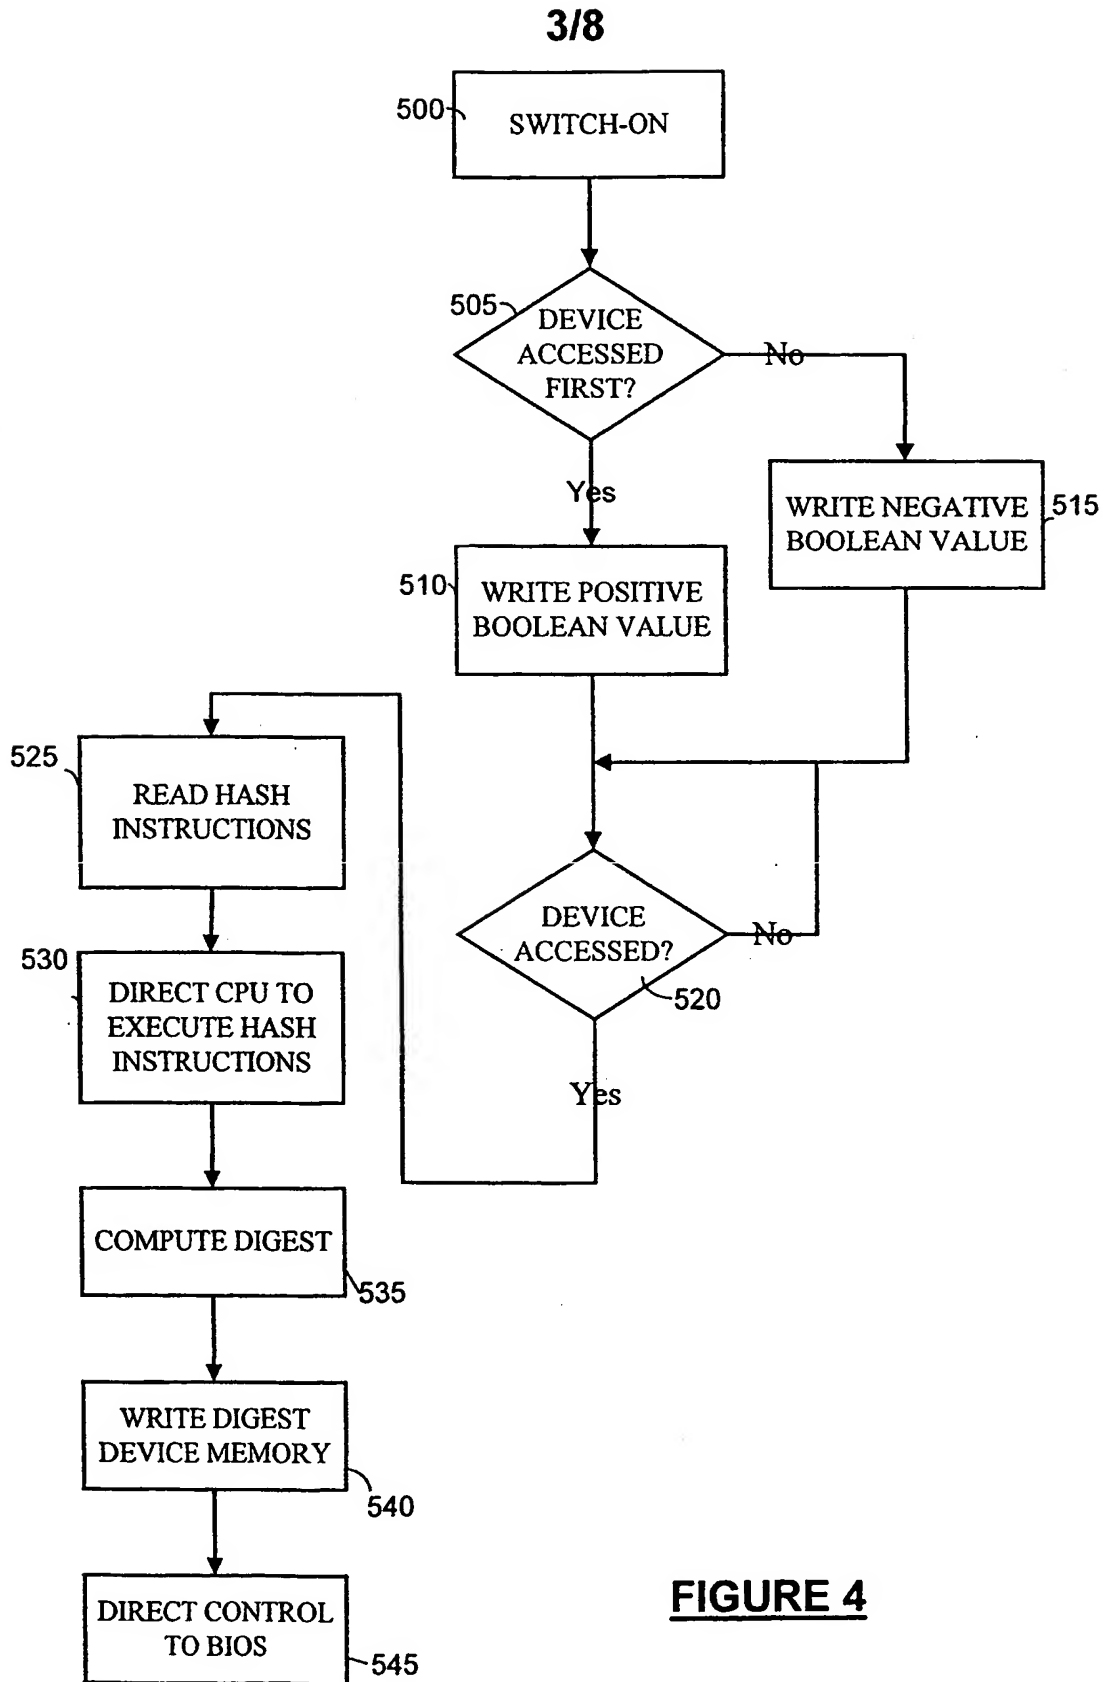 3/8
500
SWITCH-ON
505
DEVICE
ACCESSED
FIRST?
No
Yes
WRITE NEGATIVE
BOOLEAN VALUE
515
510
WRITE POSITIVE
BOOLEAN VALUE
525
READ HASH
INSTRUCTIONS
DEVICE
ACCESSED?
No
520
Yes
530
DIRECT CPU TO
EXECUTE HASH
INSTRUCTIONS
COMPUTE DIGEST
535
WRITE DIGEST
DEVICE MEMORY
540
DIRECT CONTROL
TO BIOS
545
FIGURE 4